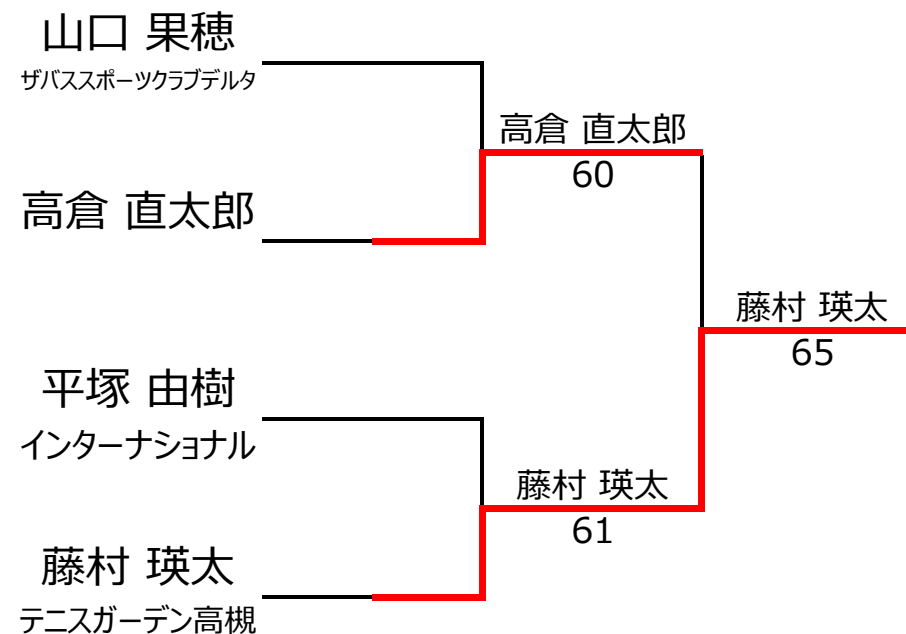 山口 果穂
ザバススポーツクラブデルタ
高倉 直太郎
60
高倉 直太郎
藤村 瑛太
65
平塚 由樹
インターナショナル
藤村 瑛太
61
藤村 瑛太
テニスガーデン高槻